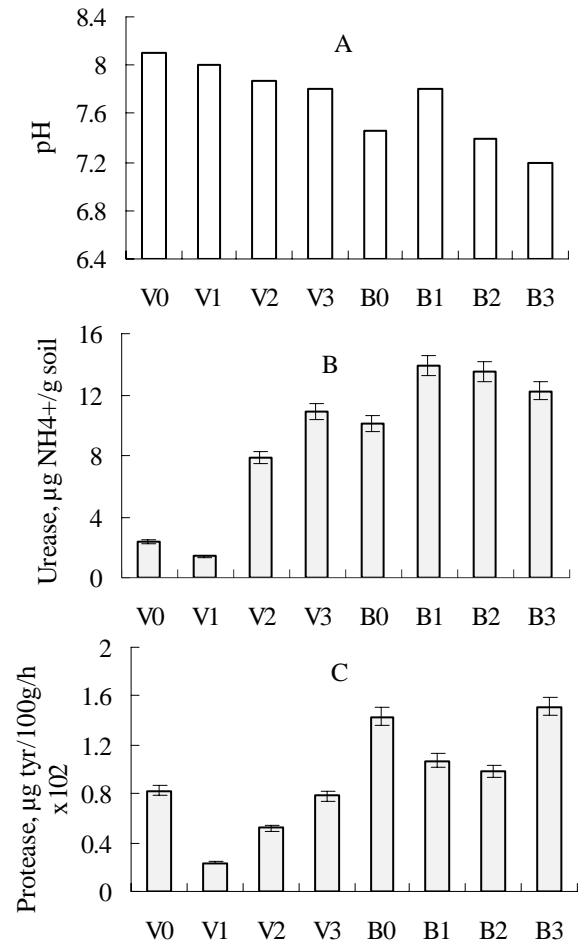 A
8.4
8
7.6
7.2
6.8
6.4
pH
V0 V1 V2 V3 B0 B1 B2 B3
B
16
12
8
4
0
Urease, µg NH4+/g soil
V0 V1 V2 V3 B0 B1 B2 B3
C
2
1.6
1.2
0.8
0.4
0
Protease, µg tyr/100g/h
x102
V0 V1 V2 V3 B0 B1 B2 B3